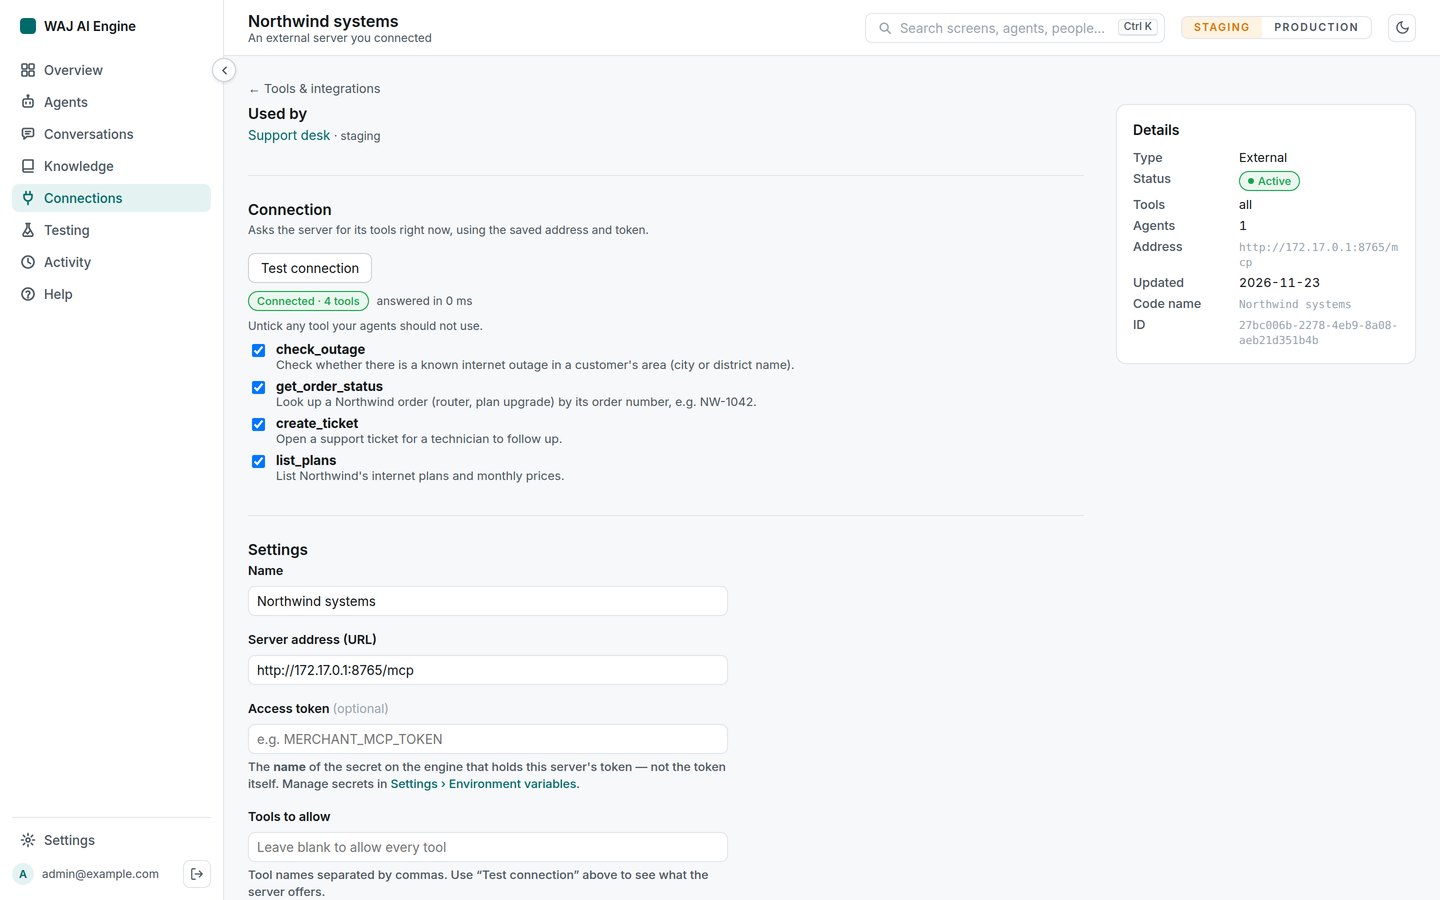 WAJ AI Engine
Overview
Agents
Conversations
Knowledge
Connections
Testing
Activity
Help
Settings
A admin@example.com
Northwind systems
An external server you connected
Search screens, agents, people... Ctrl K
STAGING PRODUCTION
← Tools & integrations
Used by
Support desk · staging
Connection
Asks the server for its tools right now, using the saved address and token.
Test connection
Connected · 4 tools answered in 0 ms
Untick any tool your agents should not use.
check_outage
Check whether there is a known internet outage in a customer's area (city or district name).
get_order_status
Look up a Northwind order (router, plan upgrade) by its order number, e.g. NW-1042.
create_ticket
Open a support ticket for a technician to follow up.
list_plans
List Northwind's internet plans and monthly prices.
Settings
Name
Northwind systems
Server address (URL)
http://172.17.0.1:8765/mcp
Access token (optional)
e.g. MERCHANT_MCP_TOKEN
The name of the secret on the engine that holds this server's token — not the token
itself. Manage secrets in Settings › Environment variables.
Tools to allow
Leave blank to allow every tool
Tool names separated by commas. Use “Test connection” above to see what the
server offers.
Details
Type External
Status Active
Tools all
Agents 1
Address http://172.17.0.1:8765/m
cp
Updated 2026-11-23
Code name Northwind systems
ID 27bc006b-2278-4eb9-8a08-
aeb21d351b4b